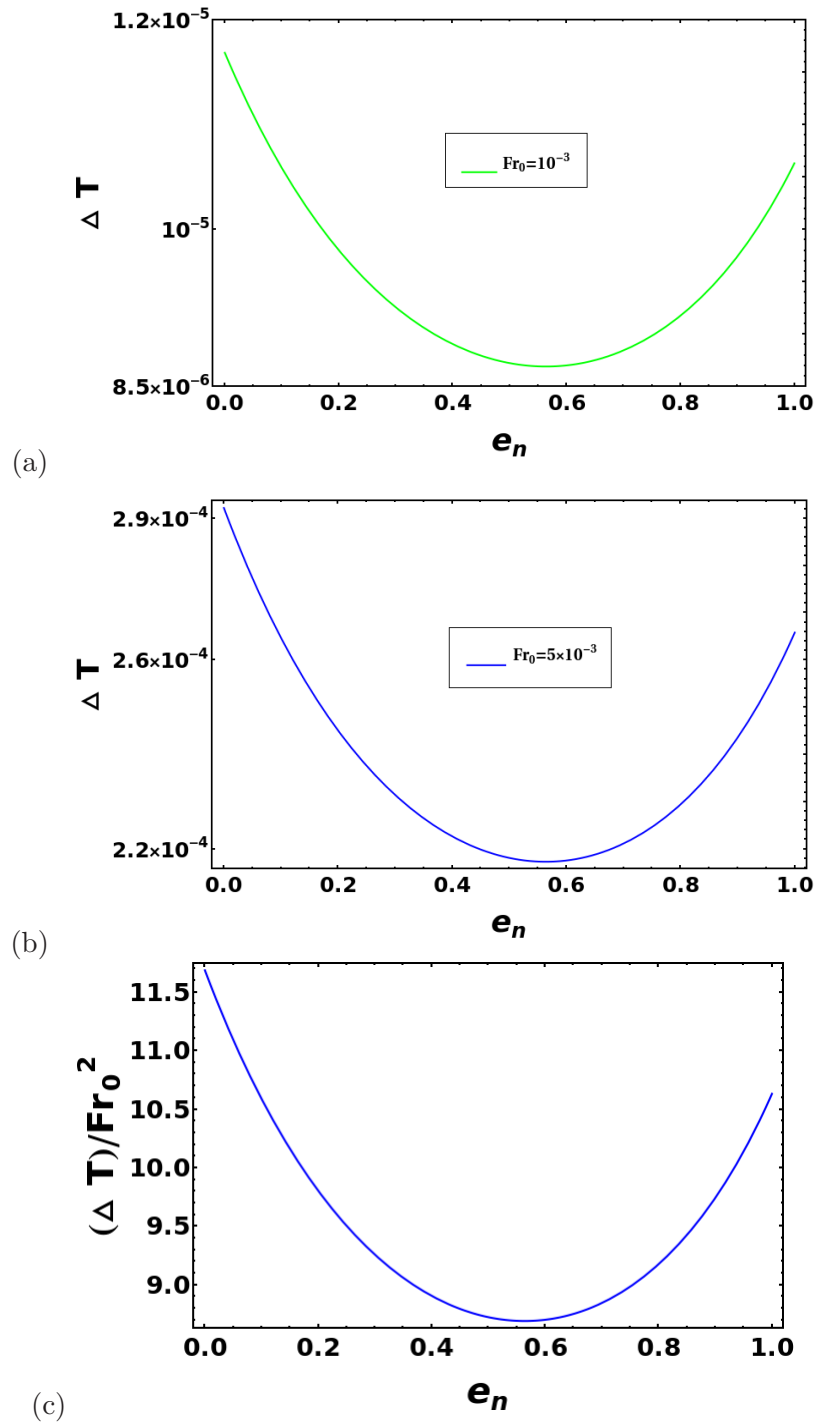 1.2×10⁻⁵
Δ T
Fr₀=10⁻³
10⁻⁵
8.5×10⁻⁶
0.0 0.2 0.4 0.6 0.8 1.0
eₙ
(a)
2.9×10⁻⁴
Δ T
Fr₀=5×10⁻³
2.6×10⁻⁴
2.2×10⁻⁴
0.0 0.2 0.4 0.6 0.8 1.0
eₙ
(b)
(Δ T)/Fr₀²
11.5
11.0
10.5
10.0
9.5
9.0
0.0 0.2 0.4 0.6 0.8 1.0
eₙ
(c)